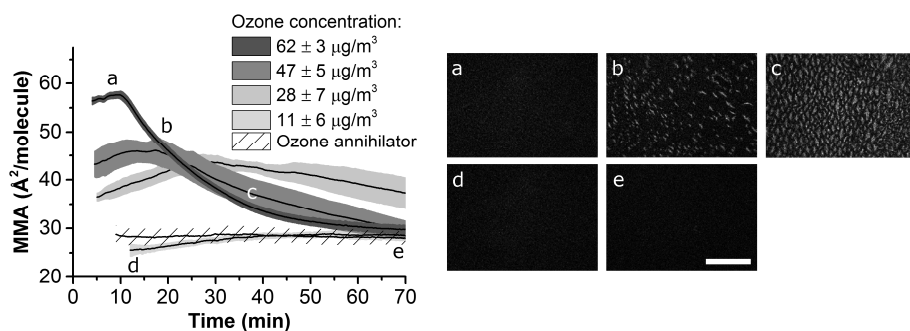 Ozone concentration:
62 ± 3 μg/m³
47 ± 5 μg/m³
28 ± 7 μg/m³
11 ± 6 μg/m³
Ozone annihilator
MMA (Å²/molecule)
60
50
40
30
20
a
b
c
d
e
0 10 20 30 40 50 60 70
Time (min)
a b c
d e